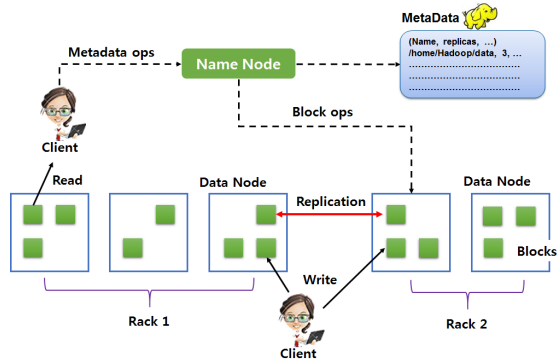 MetaData
(Name, replicas, ...)
/home/Hadoop/data, 3, ...
Metadata ops
Name Node
Block ops
Client
Read
Data Node
Replication
Data Node
Blocks
Write
Rack 1
Client
Rack 2